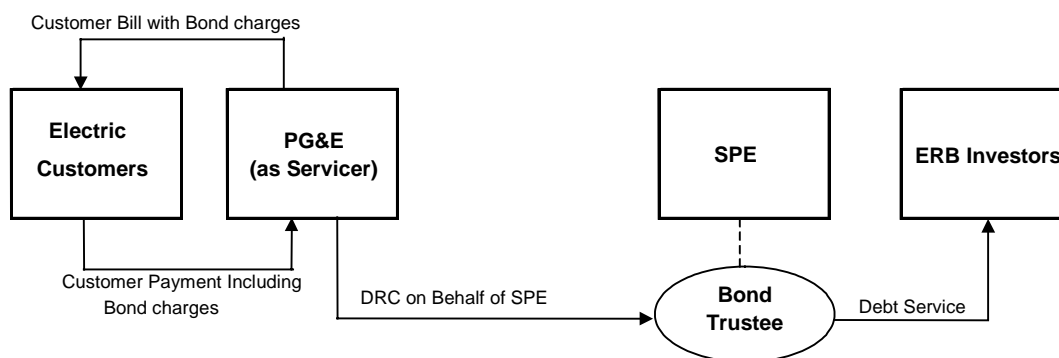 Customer Bill with Bond charges
Electric
Customers
PG&E
(as Servicer)
SPE
ERB Investors
Customer Payment Including
Bond charges
DRC on Behalf of SPE
Bond
Trustee
Debt Service